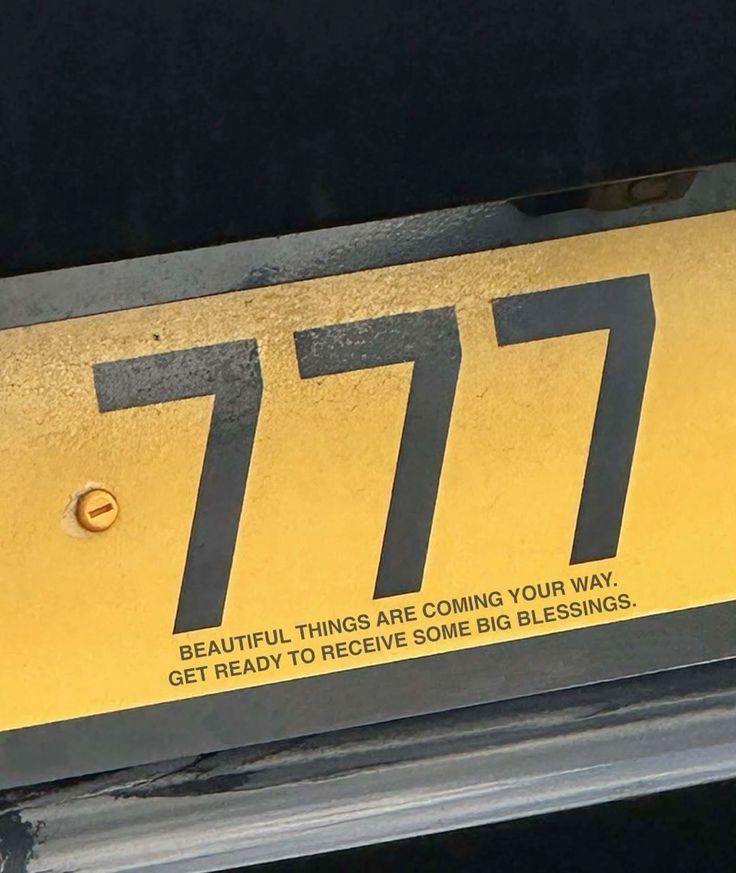 777
BEAUTIFUL THINGS ARE COMING YOUR WAY.
GET READY TO RECEIVE SOME BIG BLESSINGS.